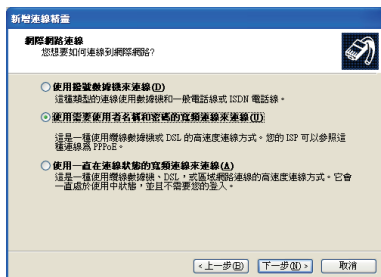 新增連線精靈
網際網路連線
您想要如何連線到網際網路?
使用撥號數據機來連線(D)
這種類型的連線使用數據機和一般電話線或 ISDN 電話線。
使用需要使用者名稱和密碼的寬頻連線來連線(U)
這是一種使用纜線數據機或 DSL 的高速度連線方式。您的 ISP 可以參照這
種連線為 PPPoE。
使用一直在連線狀態的寬頻連線來連線(A)
這是一種使用纜線數據機、DSL,或區域網路連線的高速度連線方式。它會
一直處於使用中狀態,並且不需要您的登入。
<上一步(B) 下一步(N)> 取消